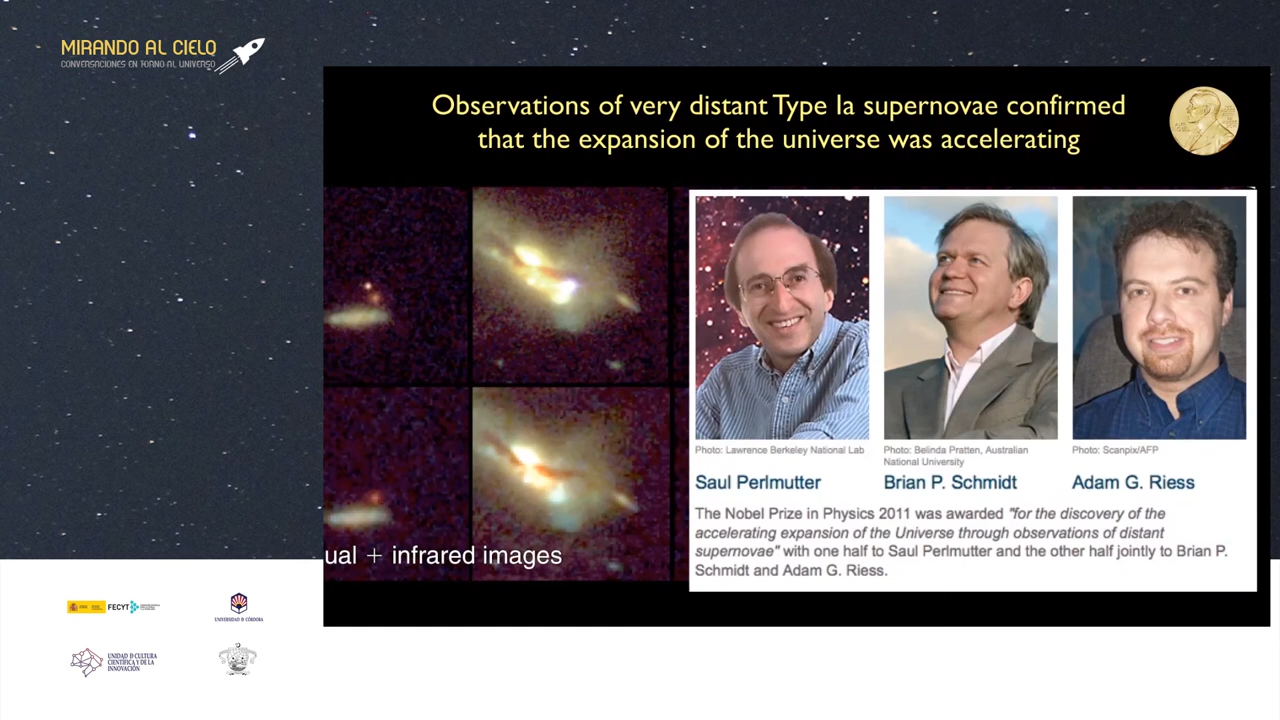 MIRANDO AL CIELO
CONVERSACIONES EN TORNO AL UNIVERSO
Observations of very distant Type Ia supernovae confirmed
that the expansion of the universe was accelerating
ual + infrared images
Photo: Lawrence Berkeley National Lab
Photo: Belinda Pratten, Australian
National University
Photo: Scanpix/AFP
Saul Perlmutter
Brian P. Schmidt
Adam G. Riess
The Nobel Prize in Physics 2011 was awarded "for the discovery of the
accelerating expansion of the Universe through observations of distant
supernovae" with one half to Saul Perlmutter and the other half jointly to Brian P.
Schmidt and Adam G. Riess.
FECYT
UNIVERSIDAD D CÓRDOBA
UNIDAD D CULTURA
CIENTÍFICA Y DE LA
INNOVACIÓN